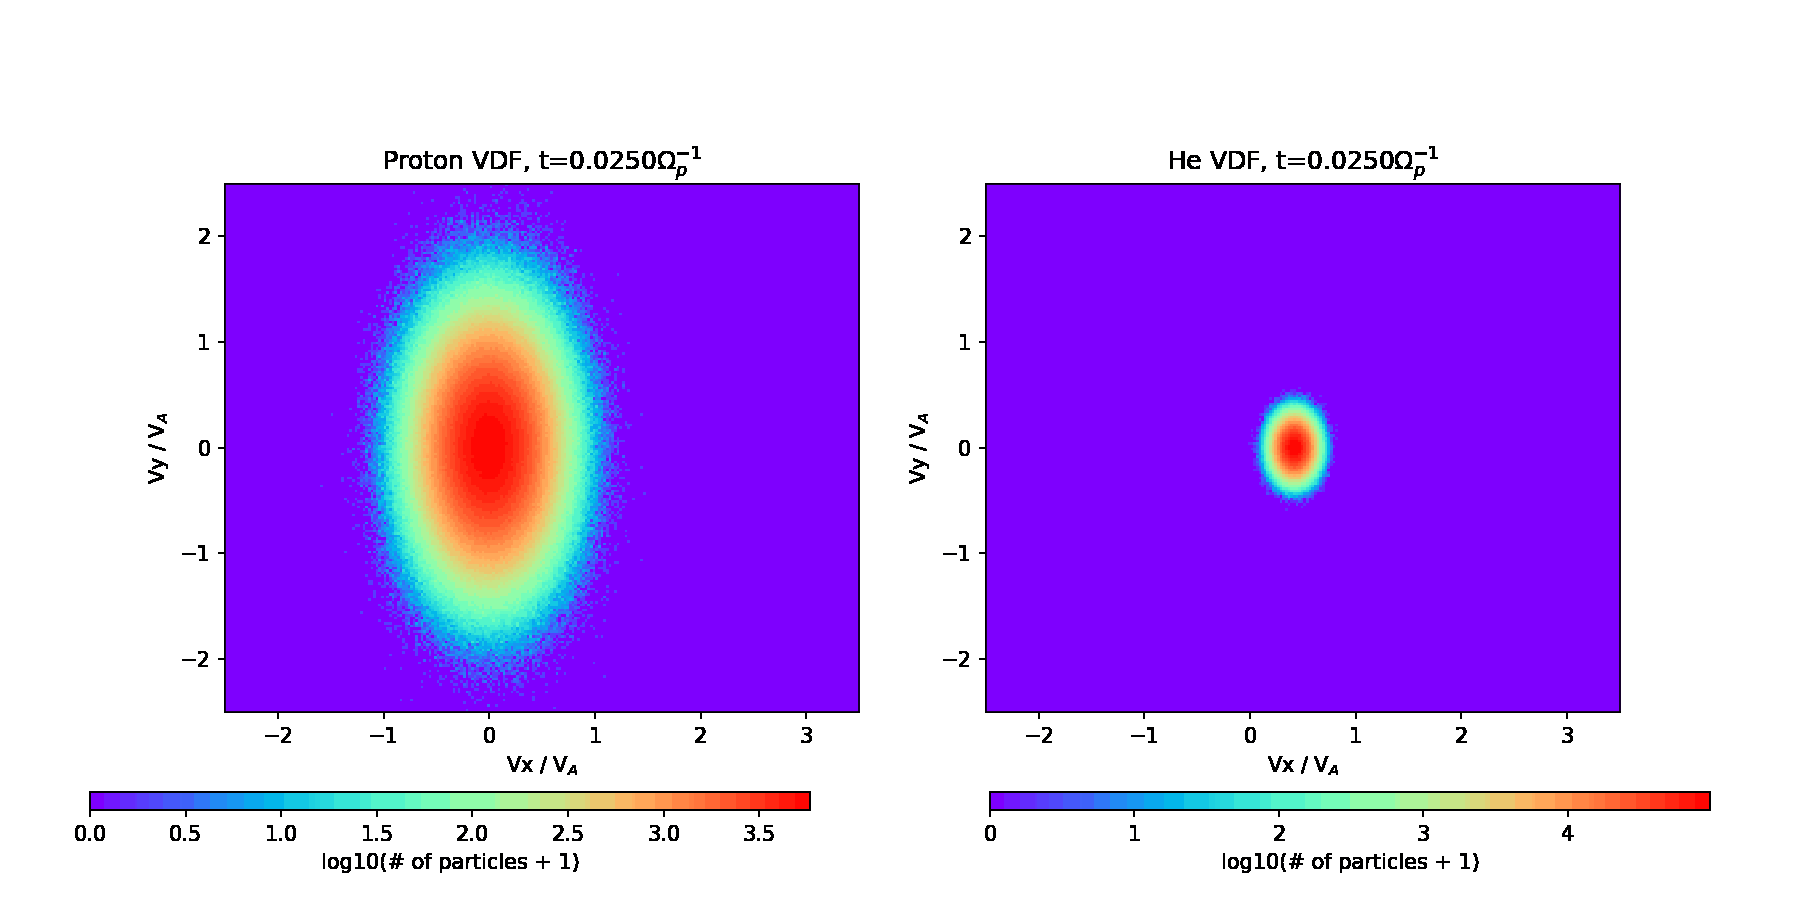 Proton VDF, t=0.0250Ω_p^{-1}
Vy / V_A
2
1
0
−1
−2
−2 −1 0 1 2 3
Vx / V_A
0.0 0.5 1.0 1.5 2.0 2.5 3.0 3.5
log10(# of particles + 1)
He VDF, t=0.0250Ω_p^{-1}
Vy / V_A
2
1
0
−1
−2
−2 −1 0 1 2 3
Vx / V_A
0 1 2 3 4
log10(# of particles + 1)